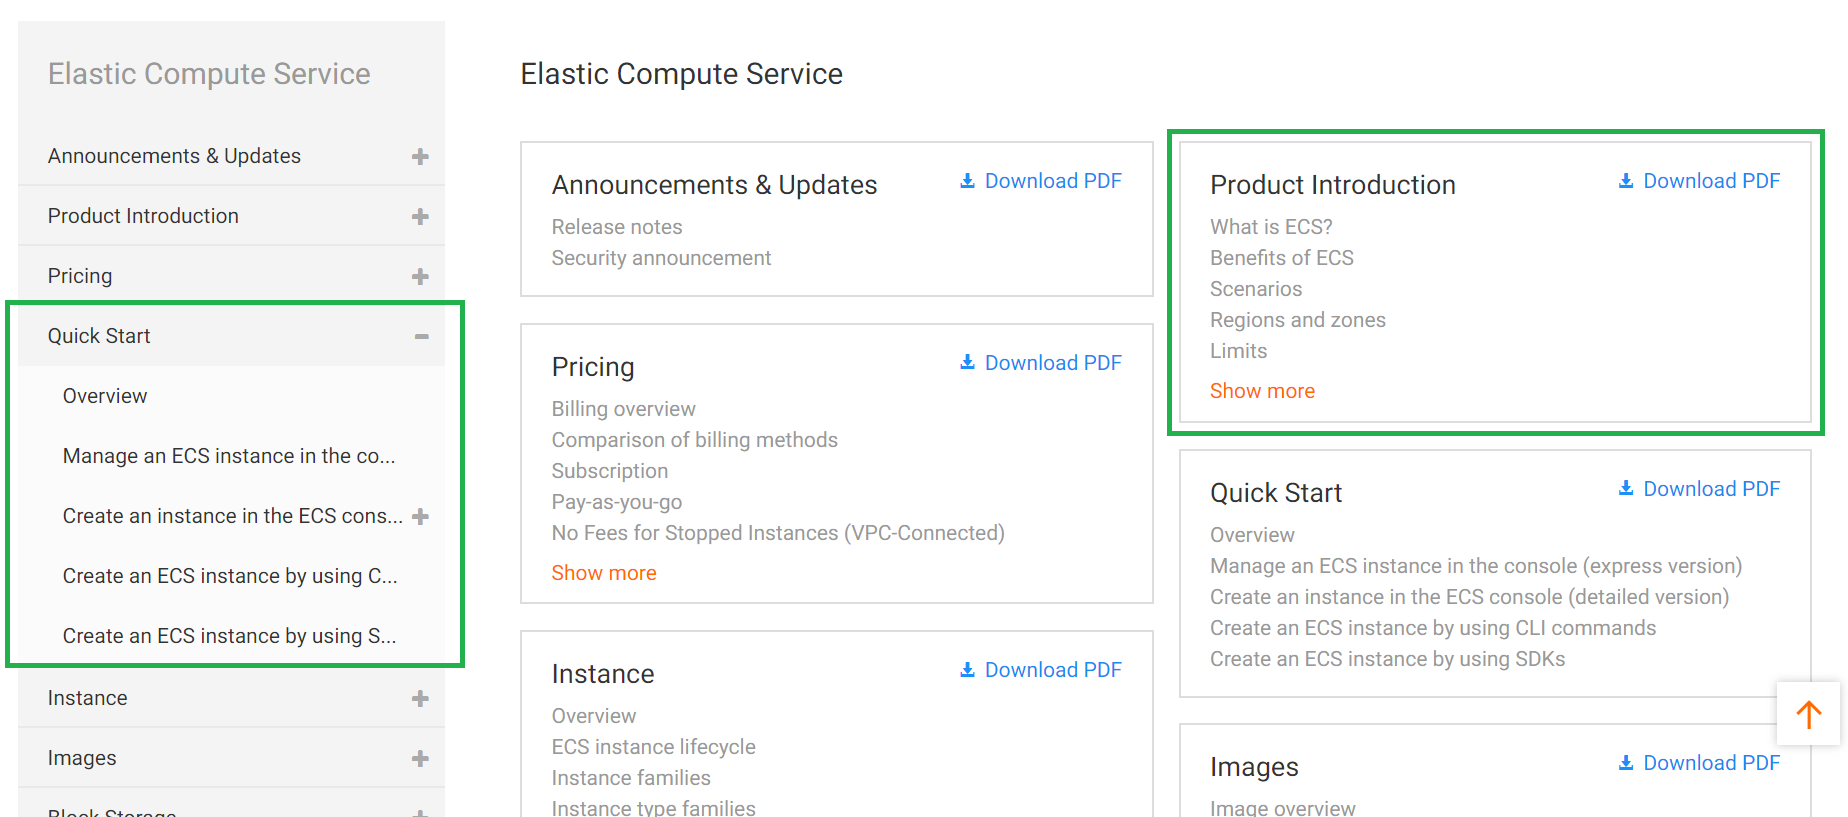 Elastic Compute Service
Announcements & Updates
Product Introduction
Pricing
Quick Start
Overview
Manage an ECS instance in the co...
Create an instance in the ECS cons...
Create an ECS instance by using C...
Create an ECS instance by using S...
Instance
Images
Block Storage
Elastic Compute Service
Announcements & Updates
Download PDF
Release notes
Security announcement
Product Introduction
Download PDF
What is ECS?
Benefits of ECS
Scenarios
Regions and zones
Limits
Show more
Pricing
Download PDF
Billing overview
Comparison of billing methods
Subscription
Pay-as-you-go
No Fees for Stopped Instances (VPC-Connected)
Show more
Quick Start
Download PDF
Overview
Manage an ECS instance in the console (express version)
Create an instance in the ECS console (detailed version)
Create an ECS instance by using CLI commands
Create an ECS instance by using SDKs
Instance
Download PDF
Overview
ECS instance lifecycle
Instance families
Instance type families
Images
Download PDF
Image overview